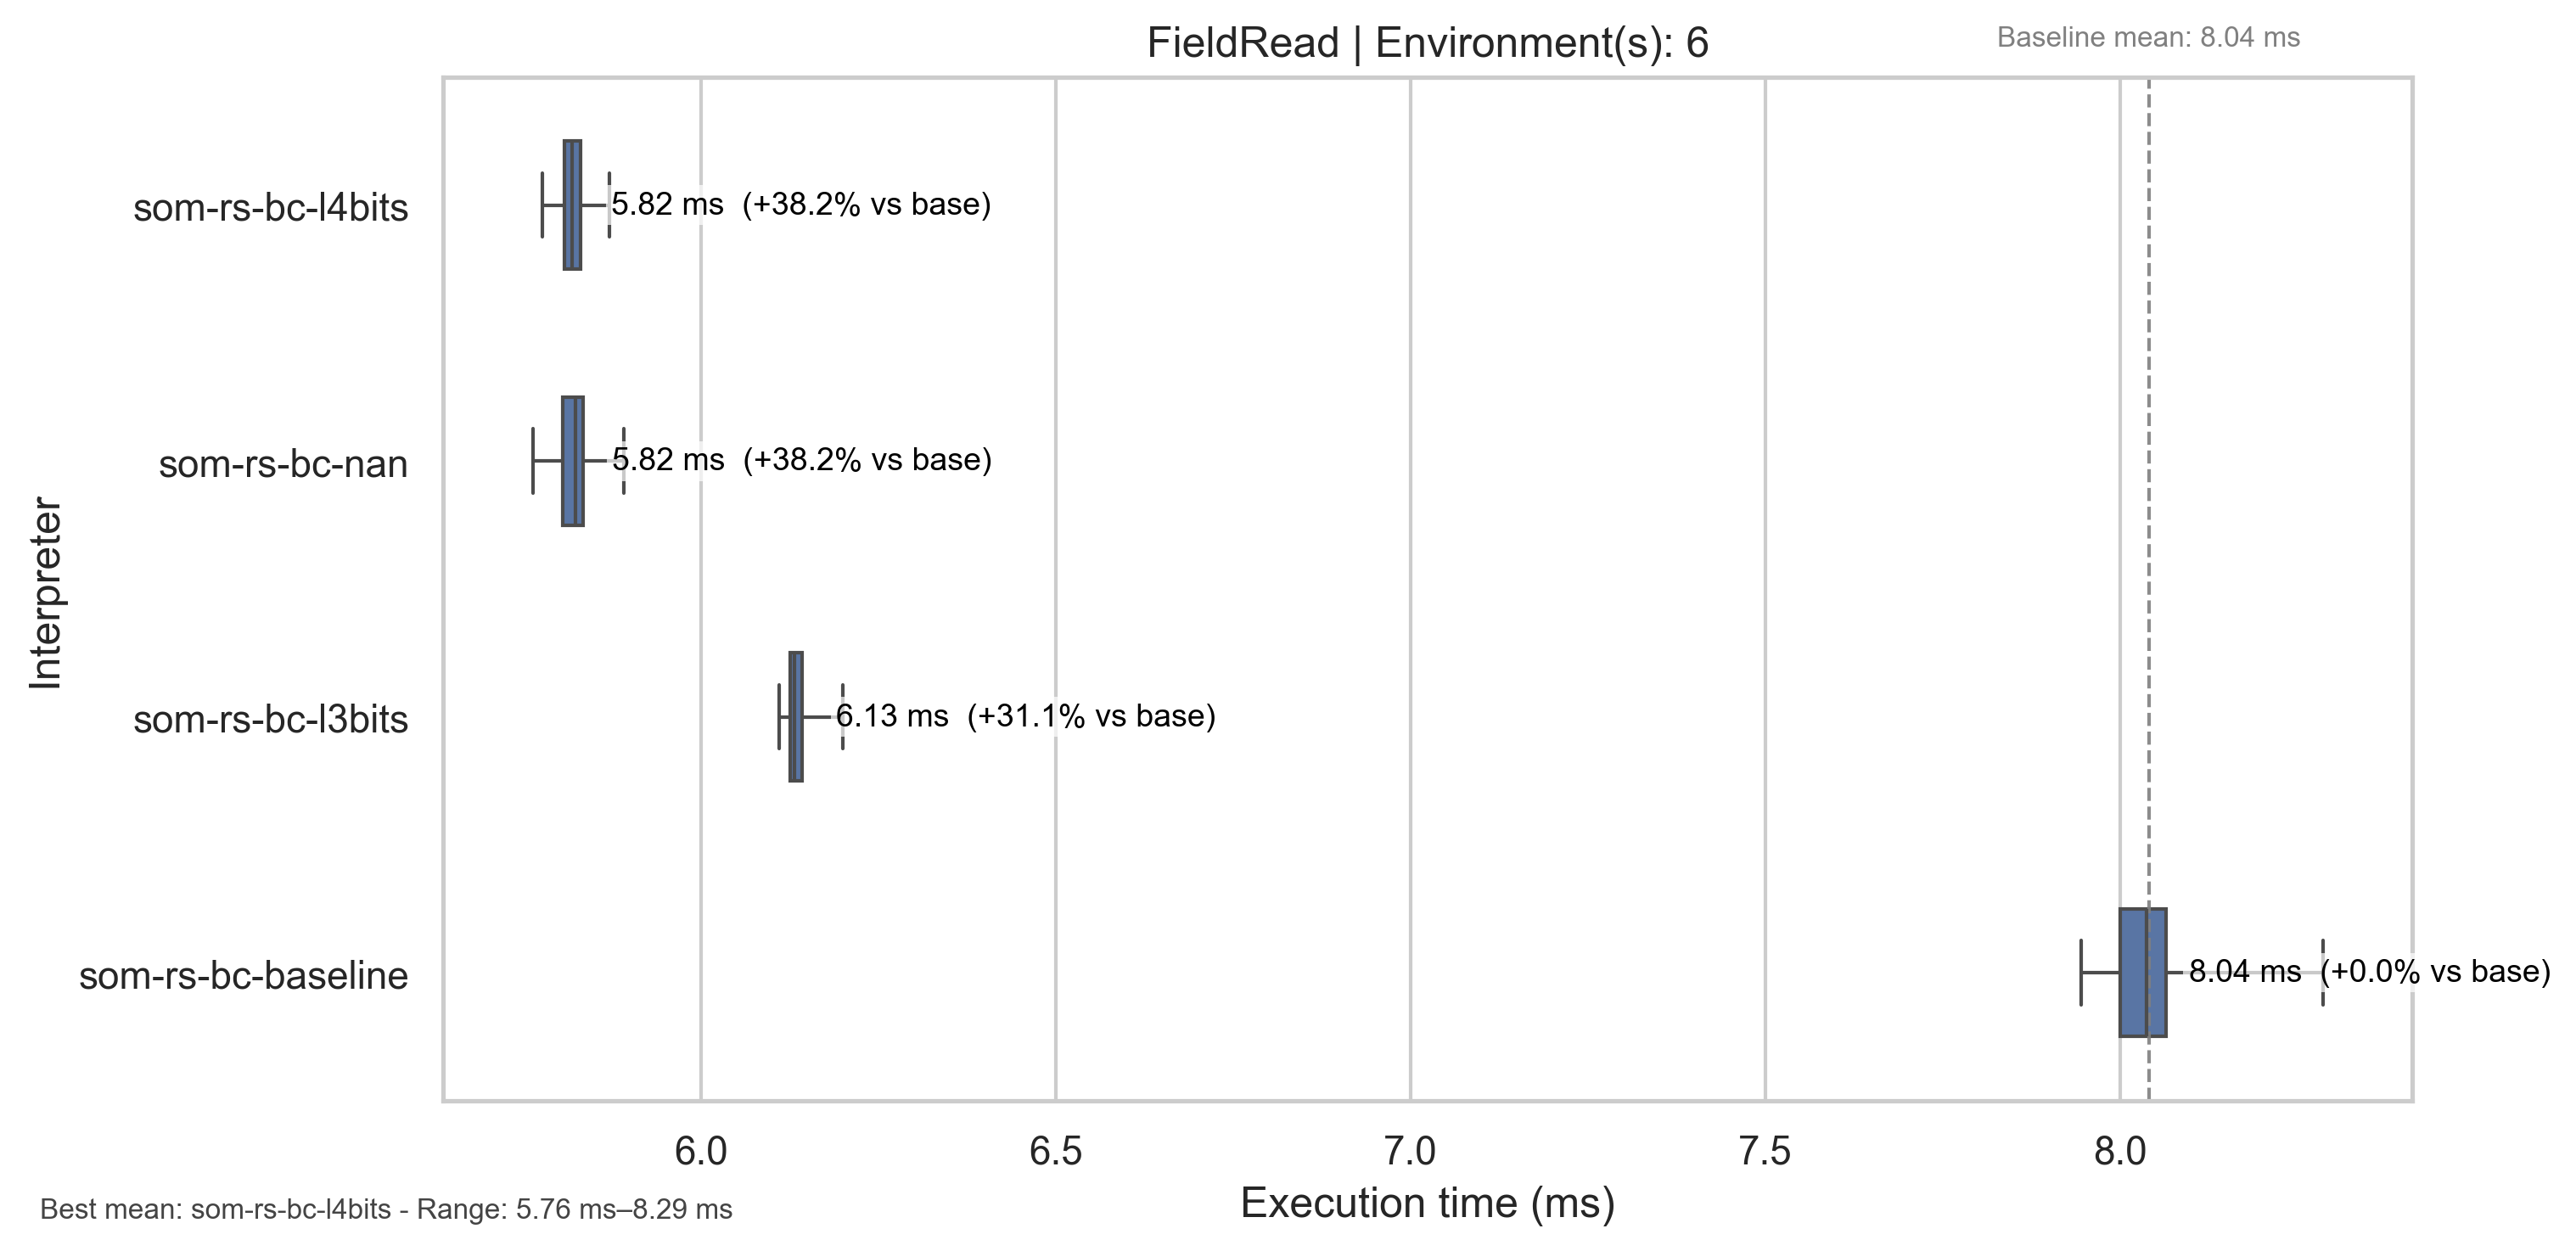 FieldRead | Environment(s): 6
Baseline mean: 8.04 ms
som-rs-bc-l4bits
5.82 ms  (+38.2% vs base)
som-rs-bc-nan
5.82 ms  (+38.2% vs base)
Interpreter
som-rs-bc-l3bits
6.13 ms  (+31.1% vs base)
som-rs-bc-baseline
8.04 ms  (+0.0% vs base)
6.0 6.5 7.0 7.5 8.0
Execution time (ms)
Best mean: som-rs-bc-l4bits - Range: 5.76 ms–8.29 ms